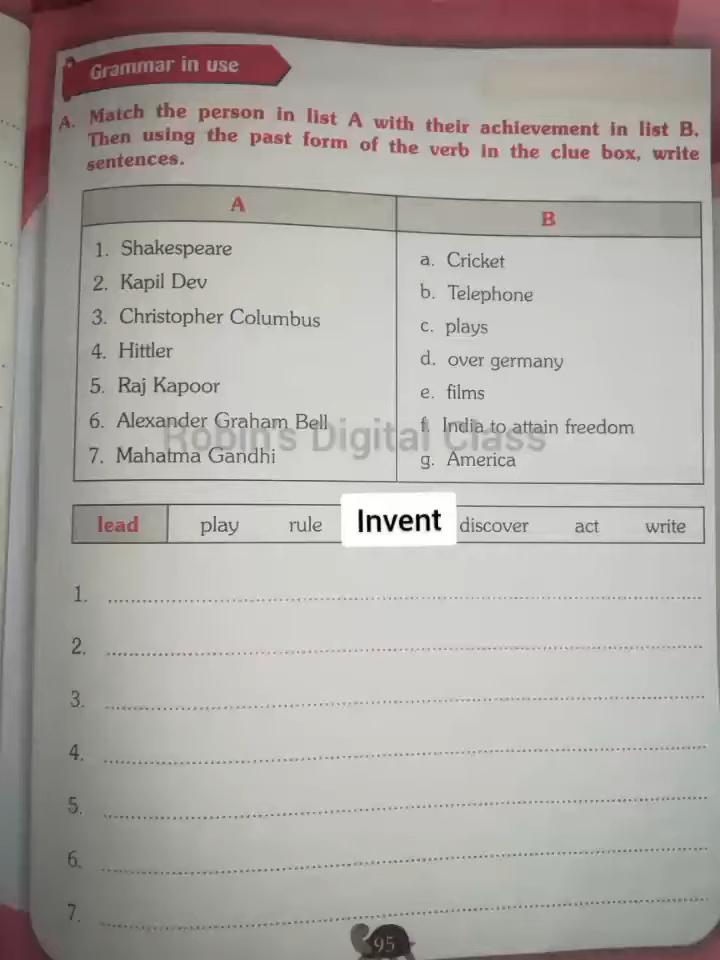 Grammar in use
A. Match the person in list A with their achievement in list B.
Then using the past form of the verb in the clue box, write
sentences.
A
B
1. Shakespeare
2. Kapil Dev
3. Christopher Columbus
4. Hittler
5. Raj Kapoor
6. Alexander Graham Bell
7. Mahatma Gandhi
a. Cricket
b. Telephone
c. plays
d. over germany
e. films
f. India to attain freedom
g. America
Robin's Digital Class
lead play rule Invent discover act write
1.
2.
3.
4.
5.
6.
7.
95